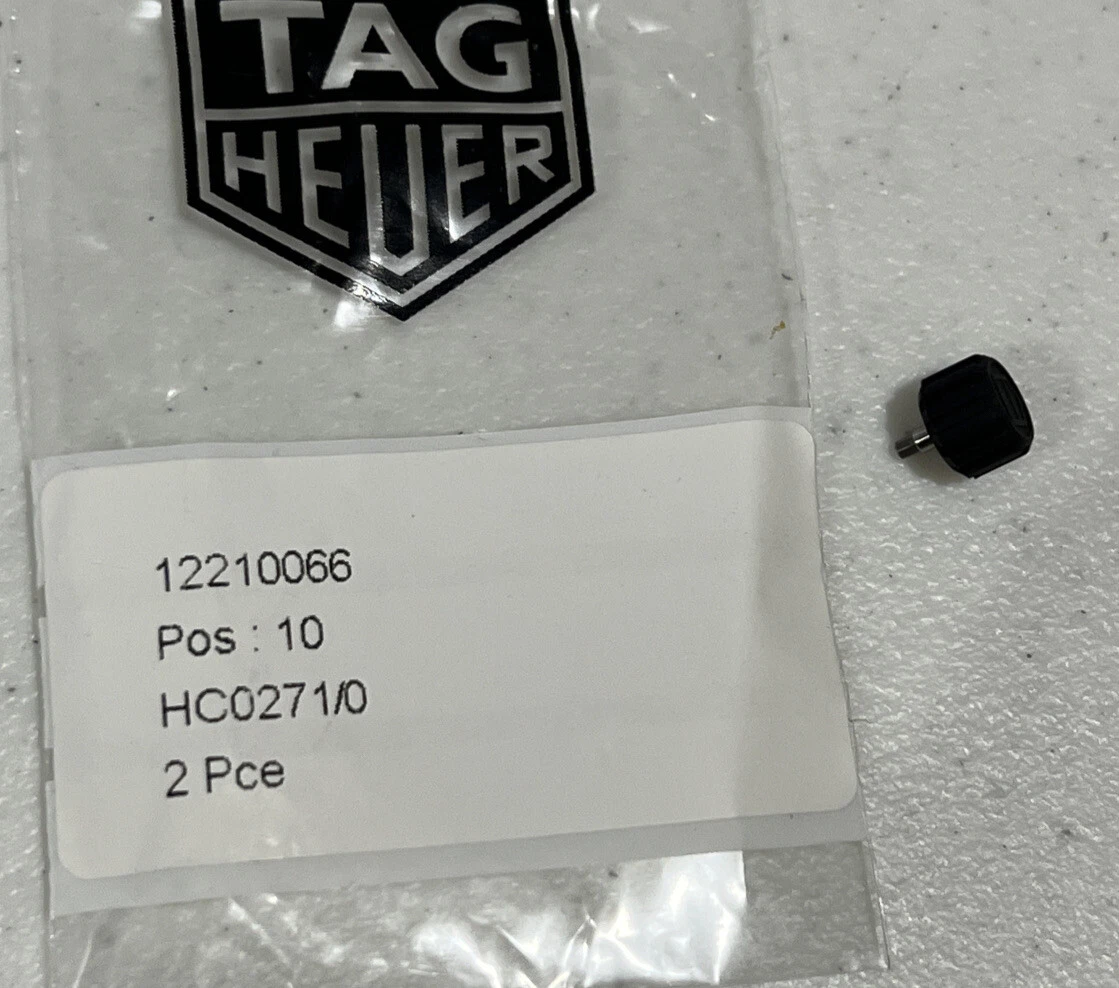 TAG
HEUER
12210066
Pos : 10
HC0271/0
2 Pce